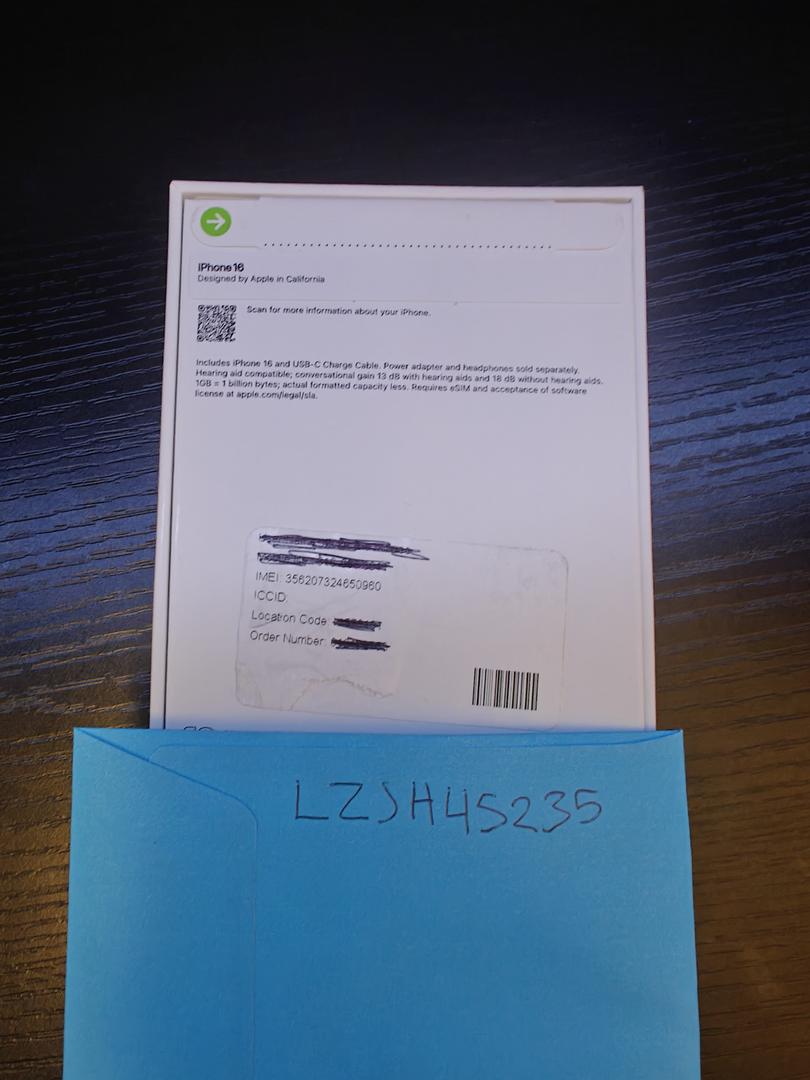 iPhone 16
Designed by Apple in California
Scan for more information about your iPhone.
Includes iPhone 16 and USB-C Charge Cable. Power adapter and headphones sold separately.
Hearing aid compatible; conversational gain 13 dB with hearing aids and 18 dB without hearing aids.
1GB = 1 billion bytes; actual formatted capacity less. Requires eSIM and acceptance of software
license at apple.com/legal/sla.
IMEI: 356207324650960
ICCID:
Location Code:
Order Number:
LZJH45235